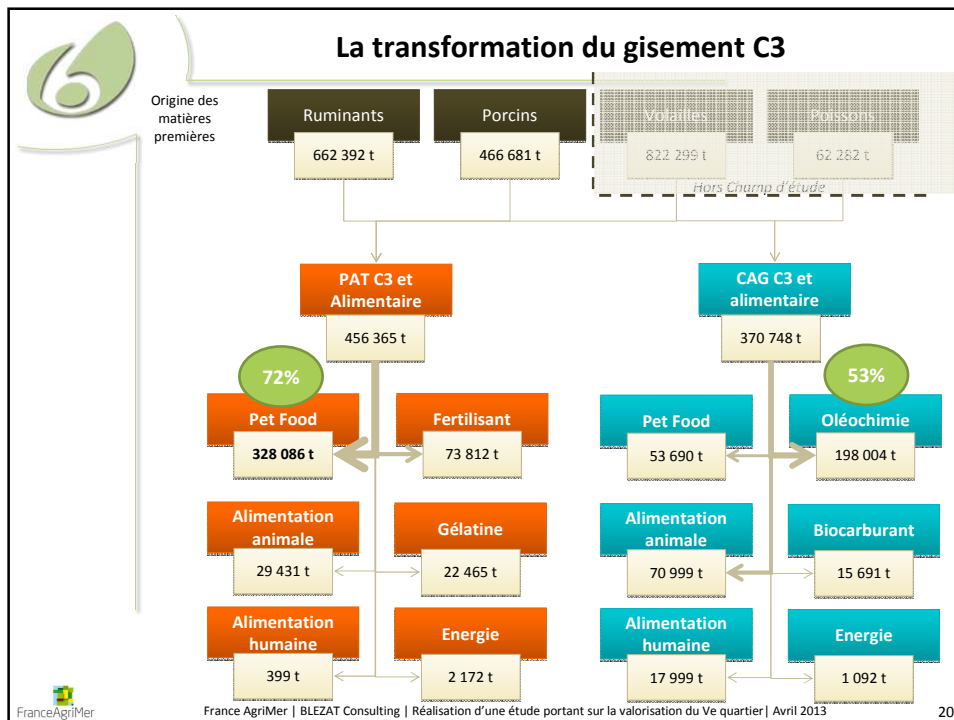 La transformation du gisement C3
Origine des
matières
premières
Ruminants
662 392 t
Porcins
466 681 t
Volailles
822 299 t
Poissons
62 282 t
Hors Champ d'étude
PAT C3 et
Alimentaire
456 365 t
CAG C3 et
alimentaire
370 748 t
72%
Pet Food
328 086 t
Fertilisant
73 812 t
Alimentation
animale
29 431 t
Gélatine
22 465 t
Alimentation
humaine
399 t
Energie
2 172 t
53%
Pet Food
53 690 t
Oléochimie
198 004 t
Alimentation
animale
70 999 t
Biocarburant
15 691 t
Alimentation
humaine
17 999 t
Energie
1 092 t
FranceAgriMer
France AgriMer | BLEZAT Consulting | Réalisation d'une étude portant sur la valorisation du Ve quartier| Avril 2013
20